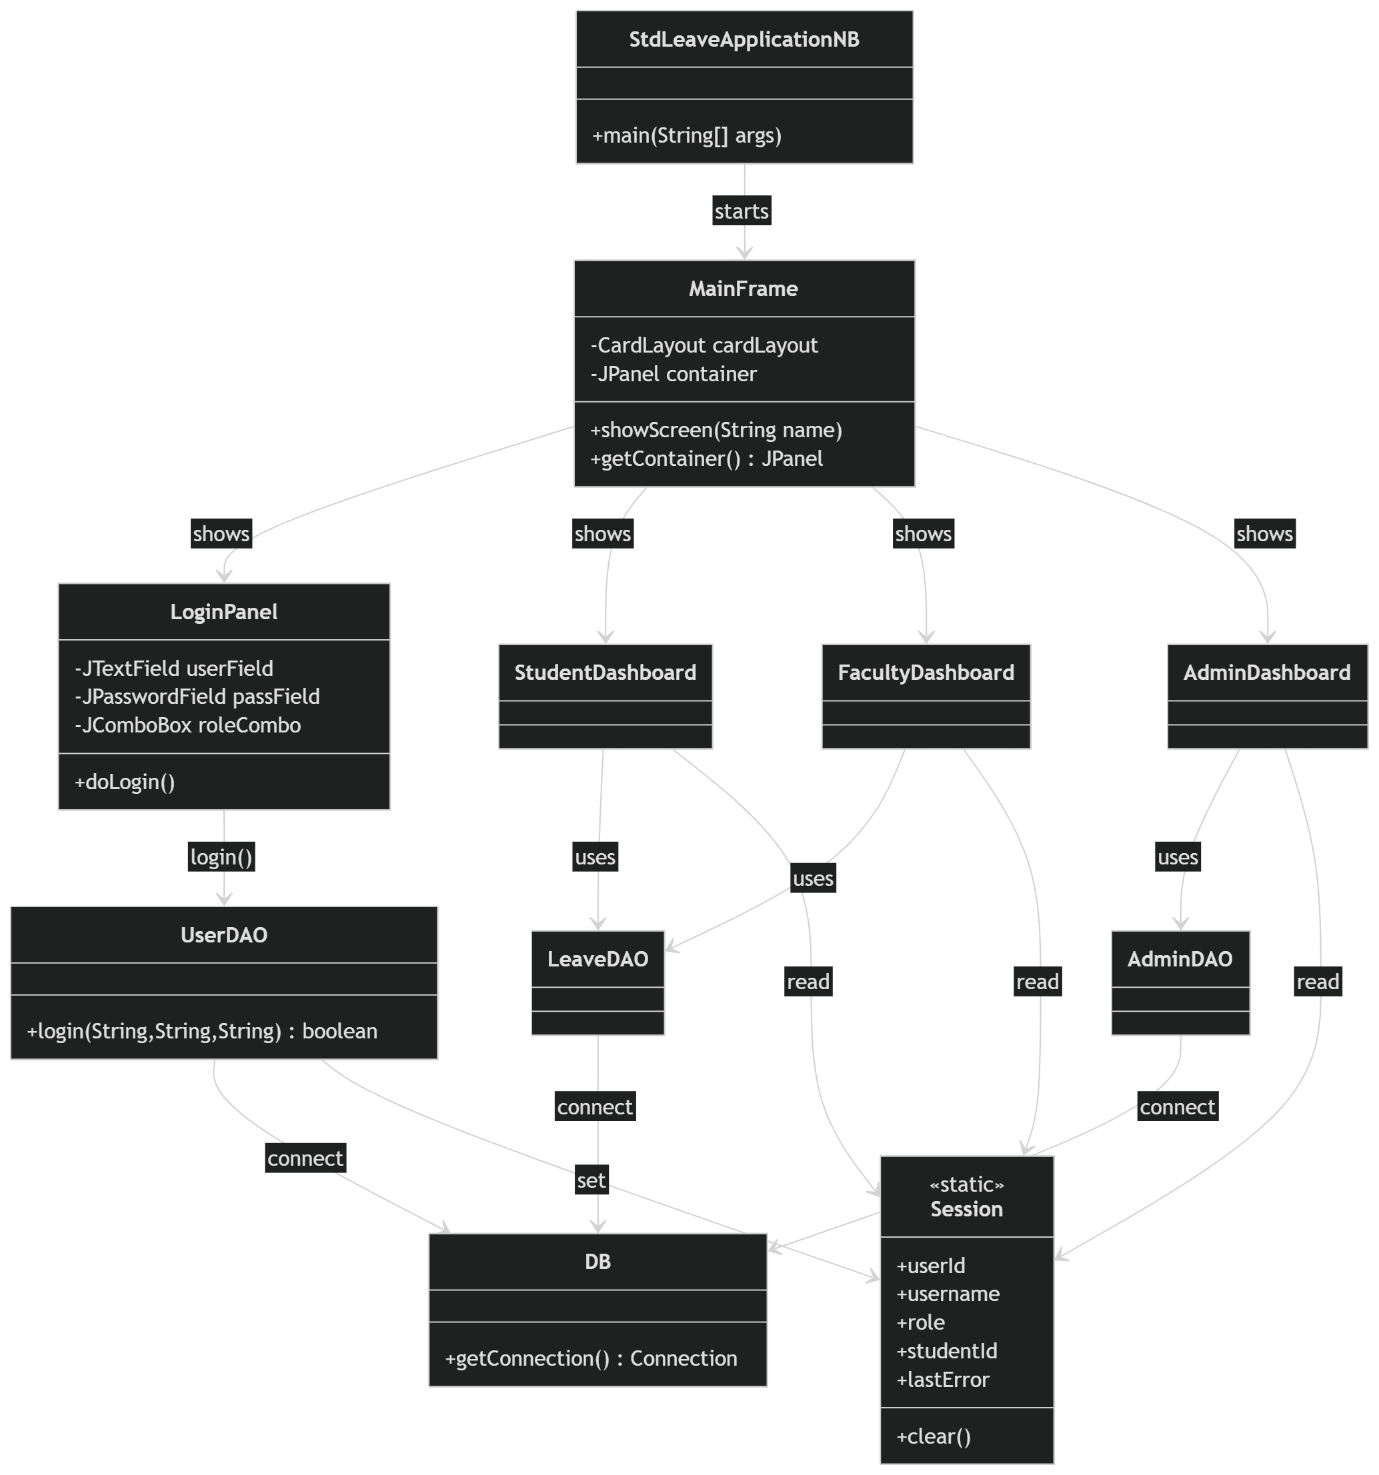 StdLeaveApplicationNB
+main(String[] args)
starts
MainFrame
-CardLayout cardLayout
-JPanel container
+showScreen(String name)
+getContainer() : JPanel
shows
shows
shows
shows
LoginPanel
-JTextField userField
-JPasswordField passField
-JComboBox roleCombo
+doLogin()
StudentDashboard
FacultyDashboard
AdminDashboard
login()
uses
uses
uses
UserDAO
+login(String,String,String) : boolean
LeaveDAO
AdminDAO
read
read
read
connect
connect
connect
set
«static»
Session
+userId
+username
+role
+studentId
+lastError
+clear()
DB
+getConnection() : Connection